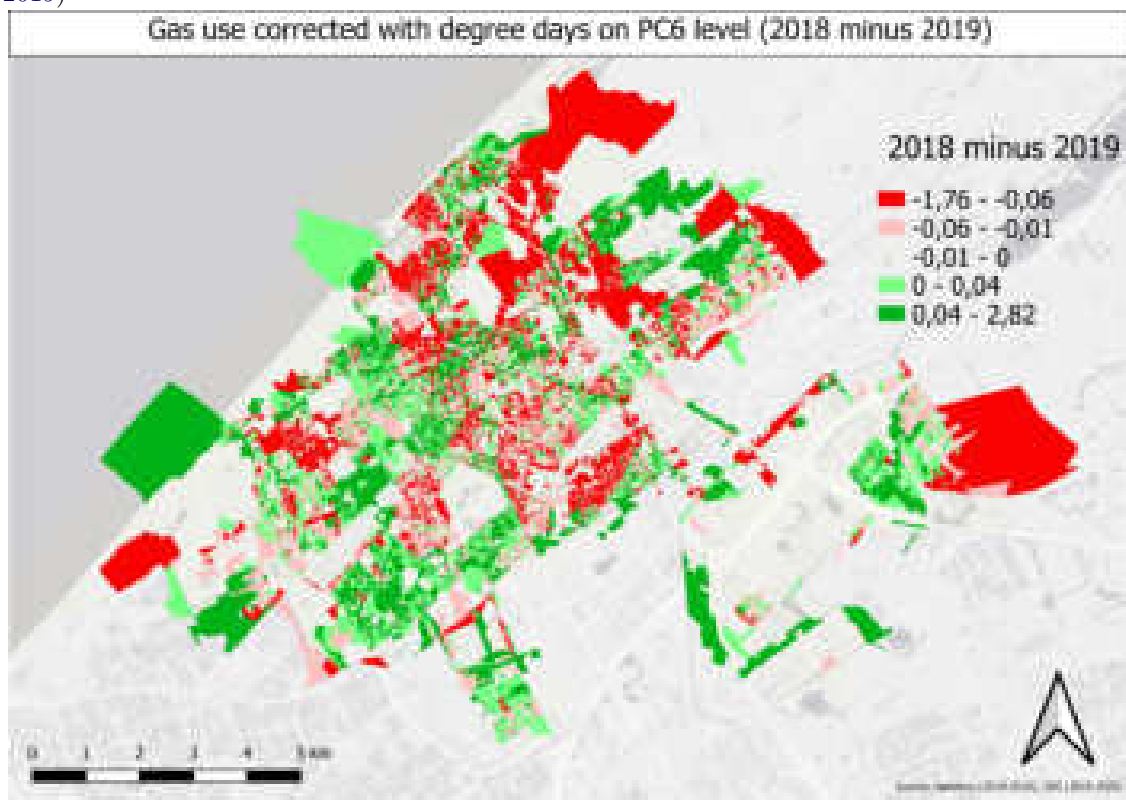 2019)
Gas use corrected with degree days on PC6 level (2018 minus 2019)
2018 minus 2019
-1,76 - -0,06
-0,06 - -0,01
-0,01 - 0
0 - 0,04
0,04 - 2,82
0 1 2 3 4 5 km